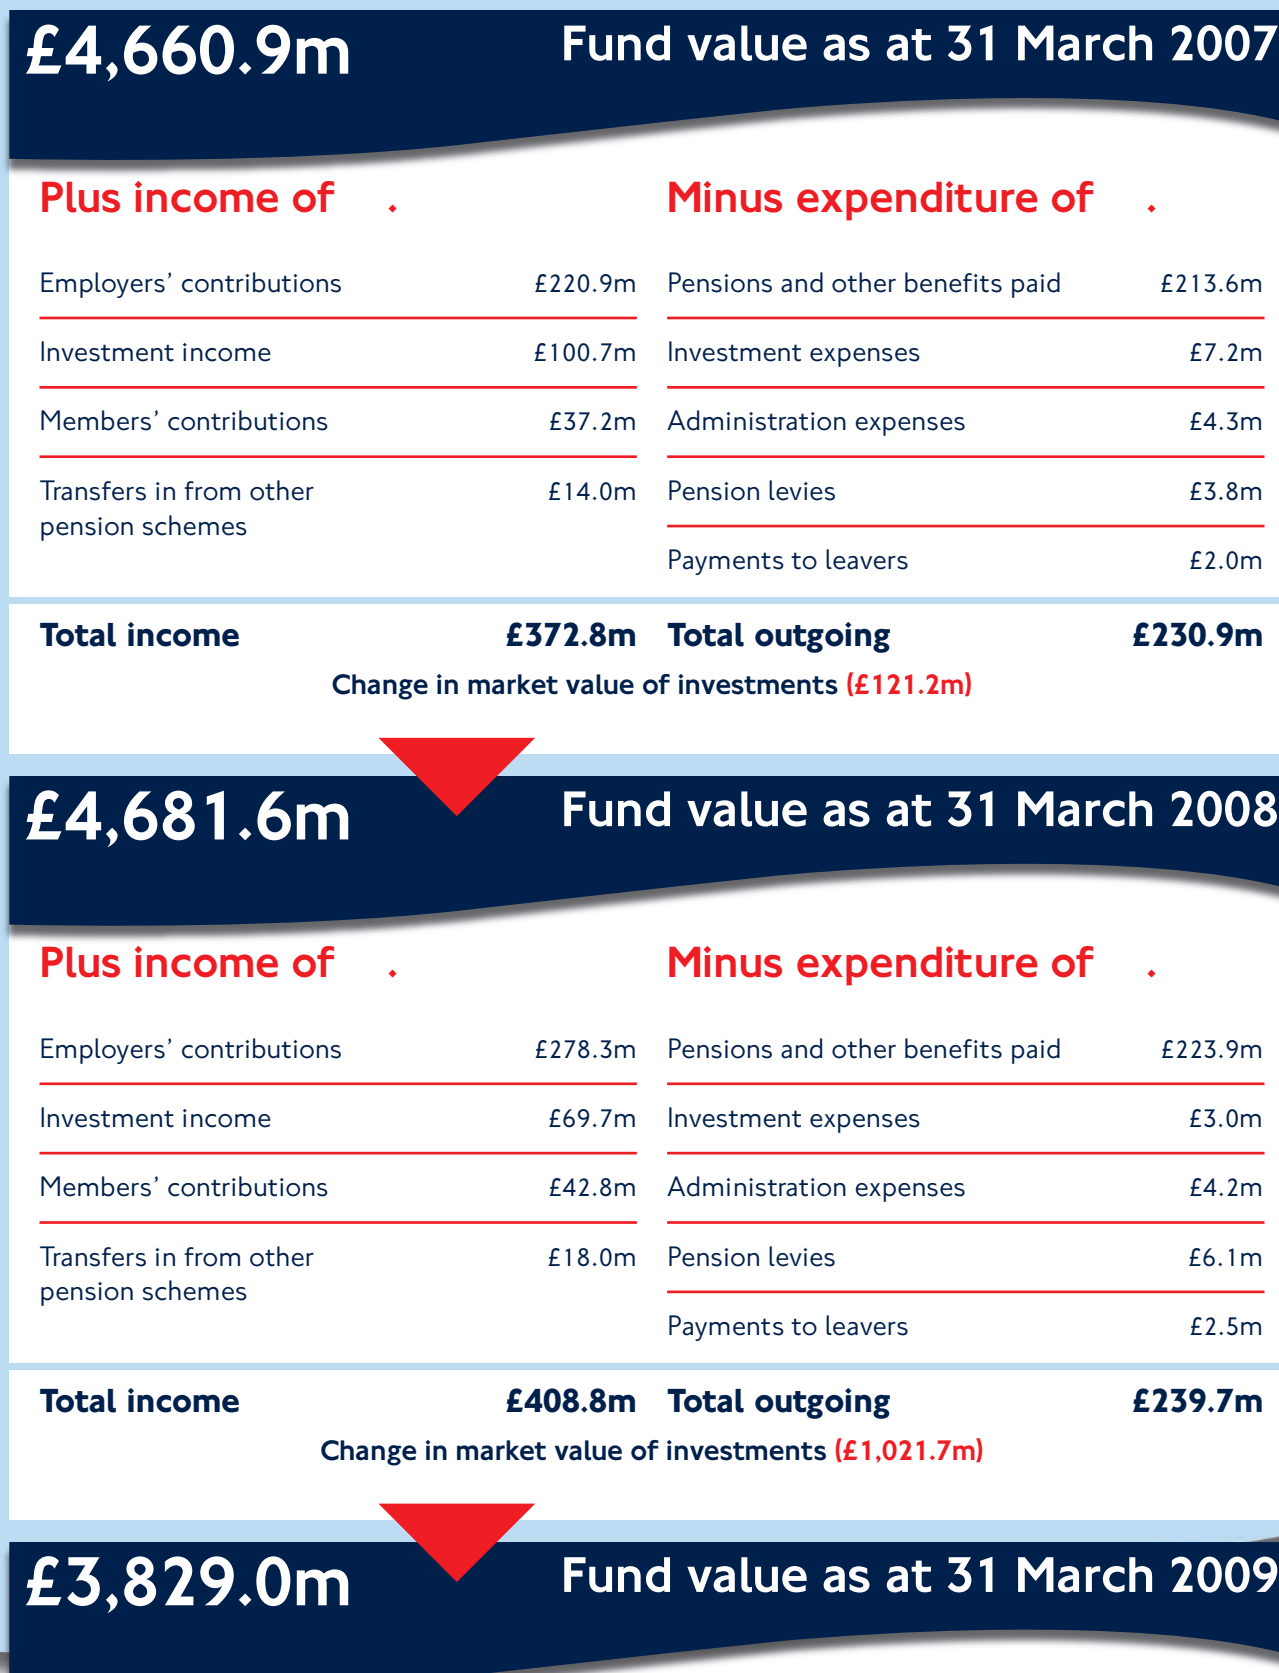 £4,660.9m Fund value as at 31 March 2007
Plus income of . Minus expenditure of .
Employers’ contributions £220.9m Pensions and other benefits paid £213.6m
Investment income £100.7m Investment expenses £7.2m
Members’ contributions £37.2m Administration expenses £4.3m
Transfers in from other £14.0m Pension levies £3.8m
pension schemes
Payments to leavers £2.0m
Total income £372.8m Total outgoing £230.9m
Change in market value of investments (£121.2m)
£4,681.6m Fund value as at 31 March 2008
Plus income of . Minus expenditure of .
Employers’ contributions £278.3m Pensions and other benefits paid £223.9m
Investment income £69.7m Investment expenses £3.0m
Members’ contributions £42.8m Administration expenses £4.2m
Transfers in from other £18.0m Pension levies £6.1m
pension schemes
Payments to leavers £2.5m
Total income £408.8m Total outgoing £239.7m
Change in market value of investments (£1,021.7m)
£3,829.0m Fund value as at 31 March 2009